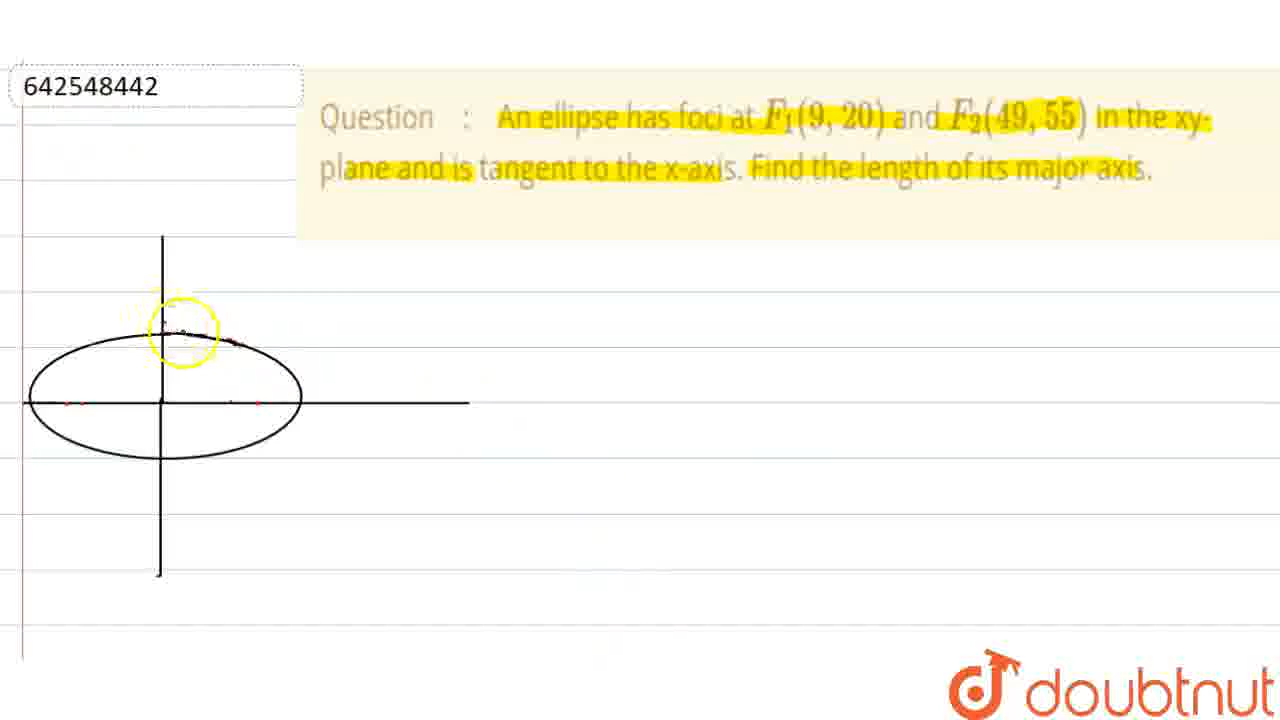 642548442
Question : An ellipse has foci at F₁(9, 20) and F₂(49, 55) In the xy-
plane and is tangent to the x-axis. Find the length of its major axis.
doubtnut